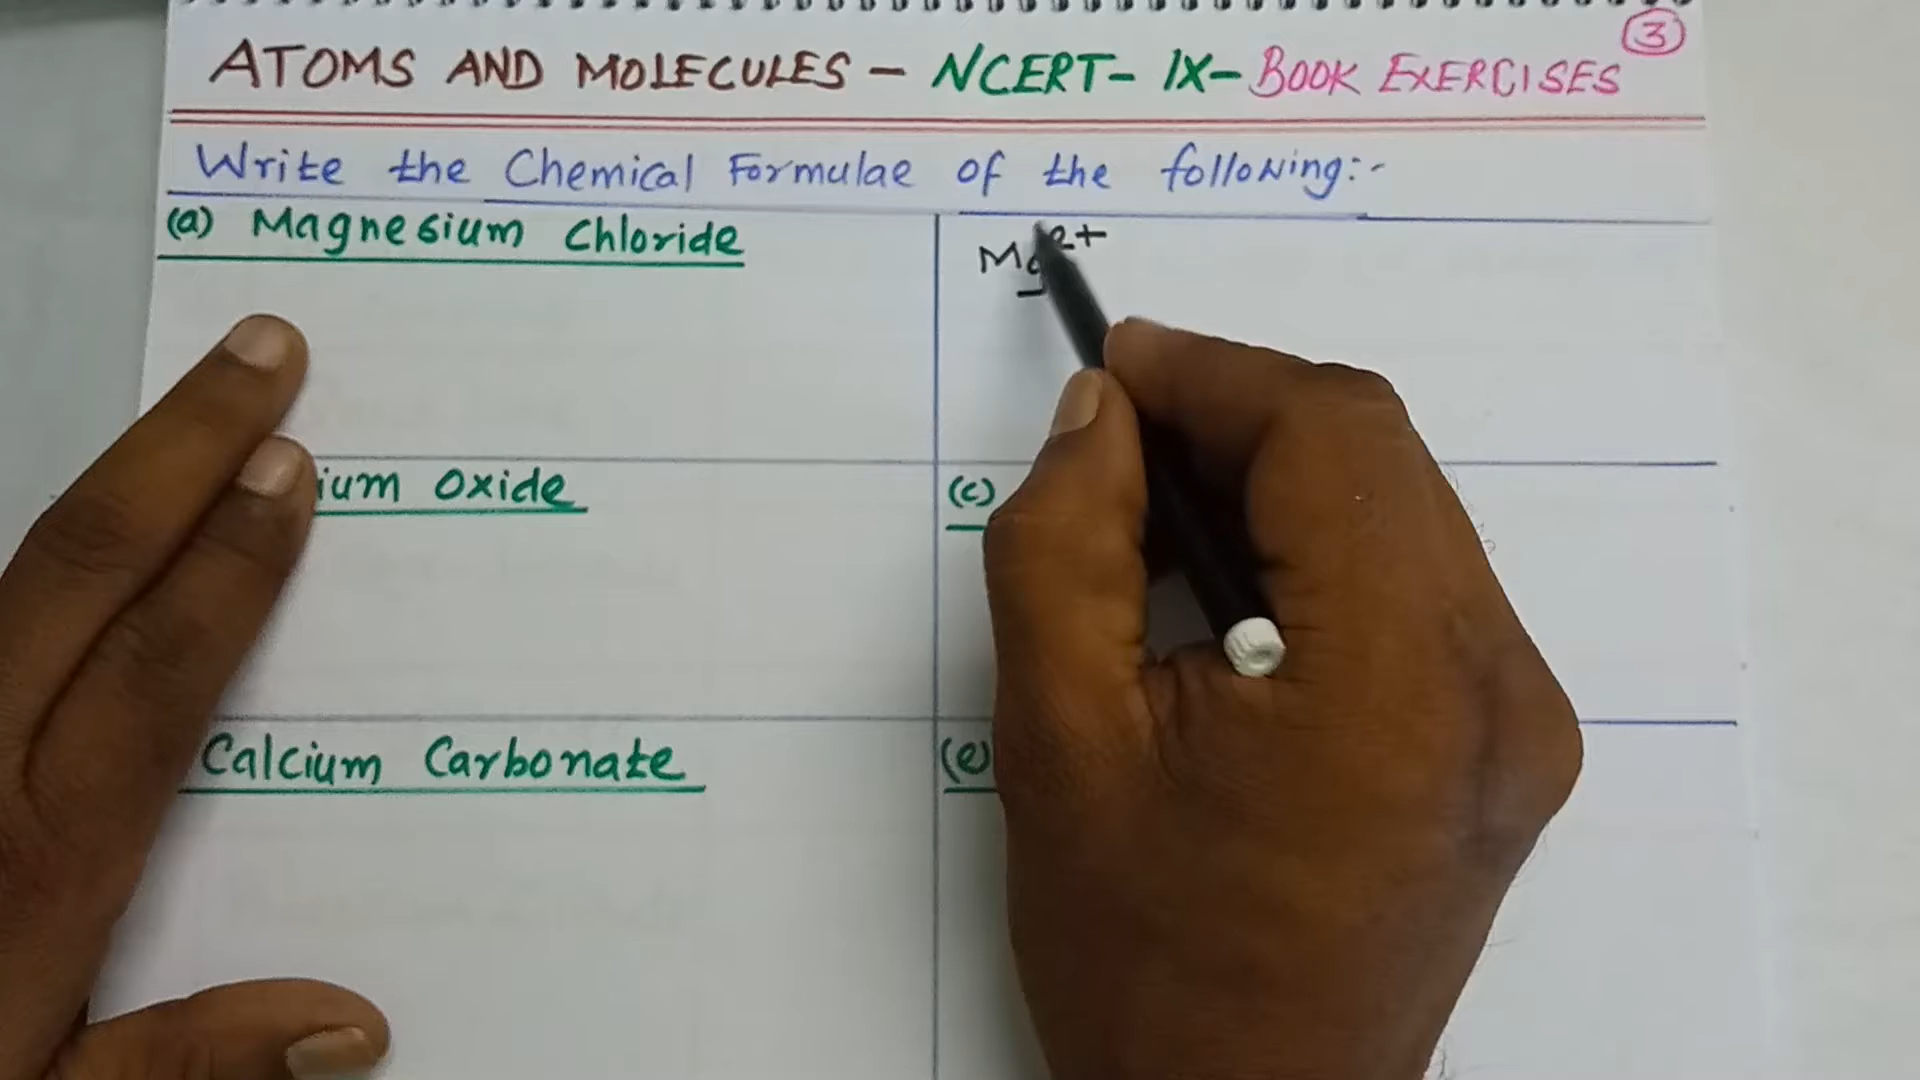 3
ATOMS AND MOLECULES - NCERT- IX- BOOK EXERCISES
Write the Chemical Formulae of the following:-
(a) Magnesium Chloride
2+
ium Oxide
(c)
Calcium Carbonate
(e)